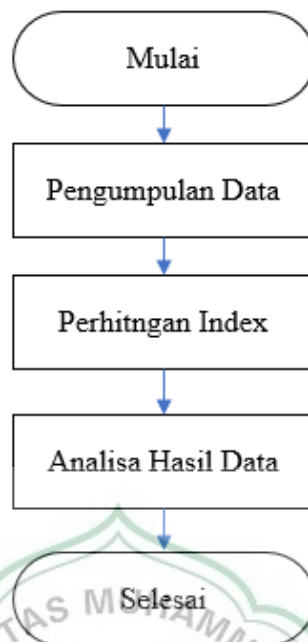 Mulai
Pengumpulan Data
Perhitngan Index
Analisa Hasil Data
Selesai